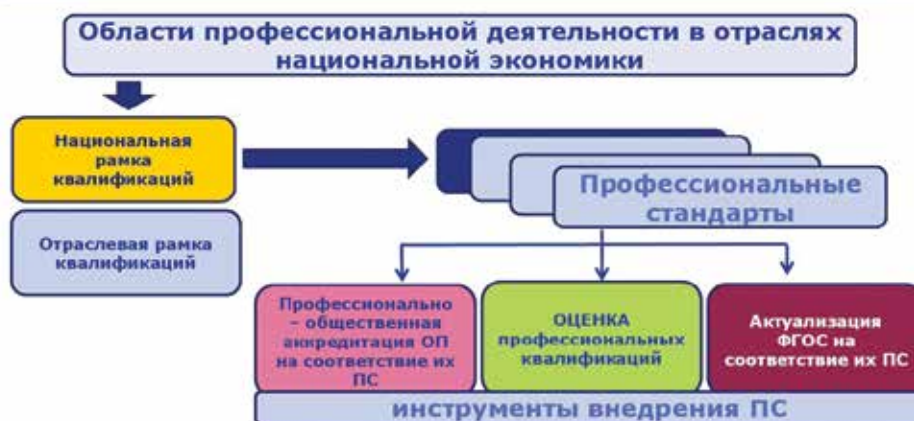 Области профессиональной деятельности в отраслях
национальной экономики
Национальная
рамка
квалификаций
Отраслевая рамка
квалификаций
Профессиональные
стандарты
Профессионально
– общественная
аккредитация ОП
на соответствие их
ПС
ОЦЕНКА
профессиональных
квалификаций
Актуализация
ФГОС на
соответствие их ПС
инструменты внедрения ПС